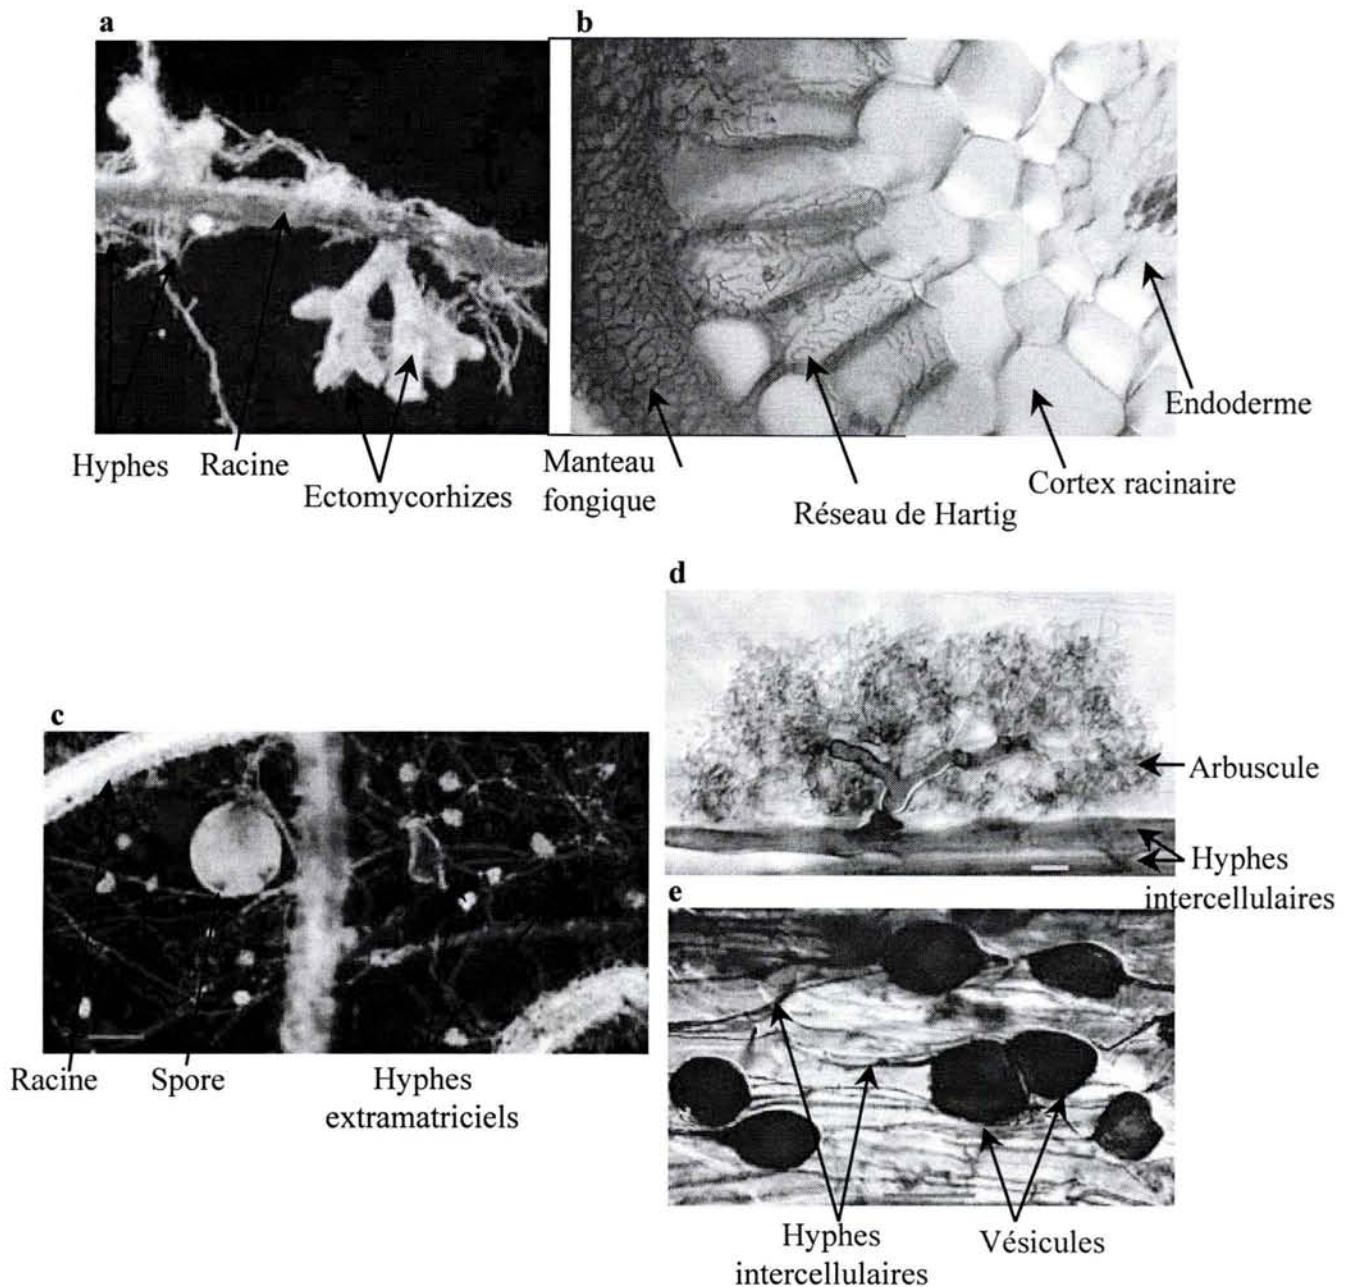 a
b
Hyphes
Racine
Ectomycorhizes
Manteau
fongique
Réseau de Hartig
Cortex racinaire
Endoderme
c
Racine
Spore
Hyphes
extramatriciels
d
Arbuscule
Hyphes
intercellulaires
e
Hyphes
intercellulaires
Vésicules